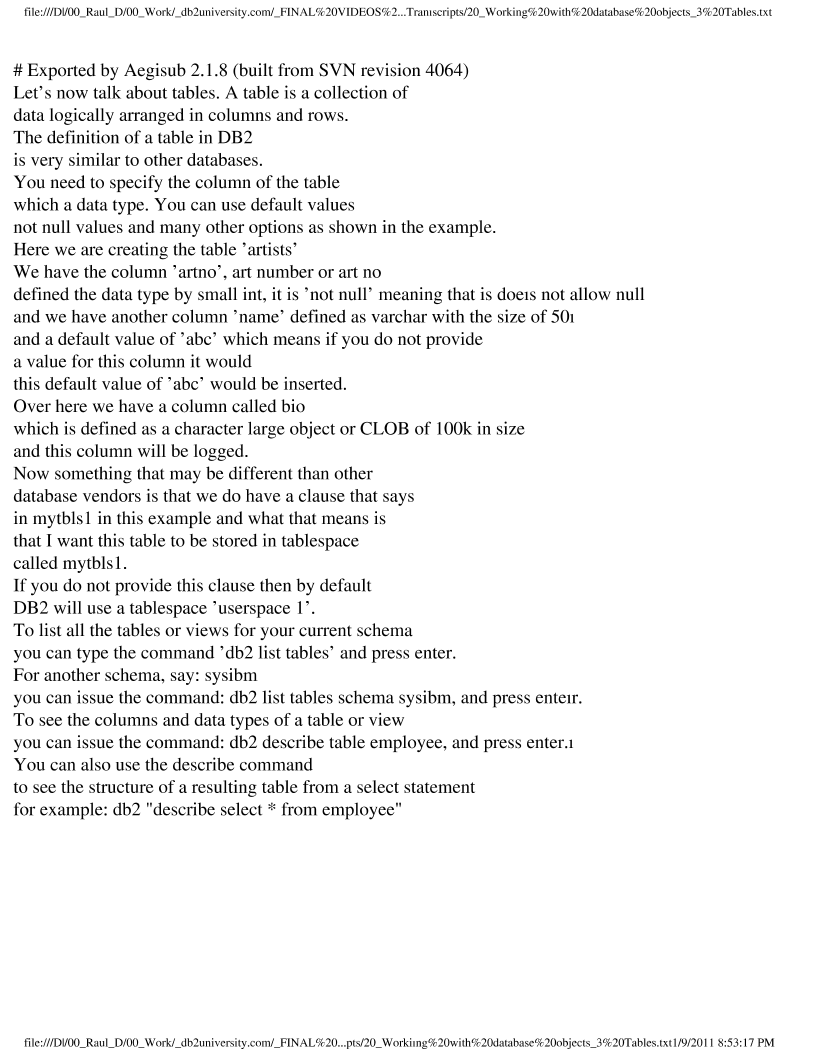 file:///D|/00_Raul_D/00_Work/_db2university.com/_FINAL%20VIDEOS%2...Transcripts/20_Working%20with%20database%20objects_3%20Tables.txt
# Exported by Aegisub 2.1.8 (built from SVN revision 4064)
Let’s now talk about tables. A table is a collection of
data logically arranged in columns and rows.
The definition of a table in DB2
is very similar to other databases.
You need to specify the column of the table
which a data type. You can use default values
not null values and many other options as shown in the example.
Here we are creating the table ’artists’
We have the column ’artno’, art number or art no
defined the data type by small int, it is ’not null’ meaning that is doeıs not allow null
and we have another column ’name’ defined as varchar with the size of 50ı
and a default value of ’abc’ which means if you do not provide
a value for this column it would
this default value of ’abc’ would be inserted.
Over here we have a column called bio
which is defined as a character large object or CLOB of 100k in size
and this column will be logged.
Now something that may be different than other
database vendors is that we do have a clause that says
in mytbls1 in this example and what that means is
that I want this table to be stored in tablespace
called mytbls1.
If you do not provide this clause then by default
DB2 will use a tablespace ’userspace 1’.
To list all the tables or views for your current schema
you can type the command ’db2 list tables’ and press enter.
For another schema, say: sysibm
you can issue the command: db2 list tables schema sysibm, and press enteır.
To see the columns and data types of a table or view
you can issue the command: db2 describe table employee, and press enter.ı
You can also use the describe command
to see the structure of a resulting table from a select statement
for example: db2 "describe select * from employee"
file:///D|/00_Raul_D/00_Work/_db2university.com/_FINAL%20...pts/20_Workiıng%20with%20database%20objects_3%20Tables.txt1/9/2011 8:53:17 PM